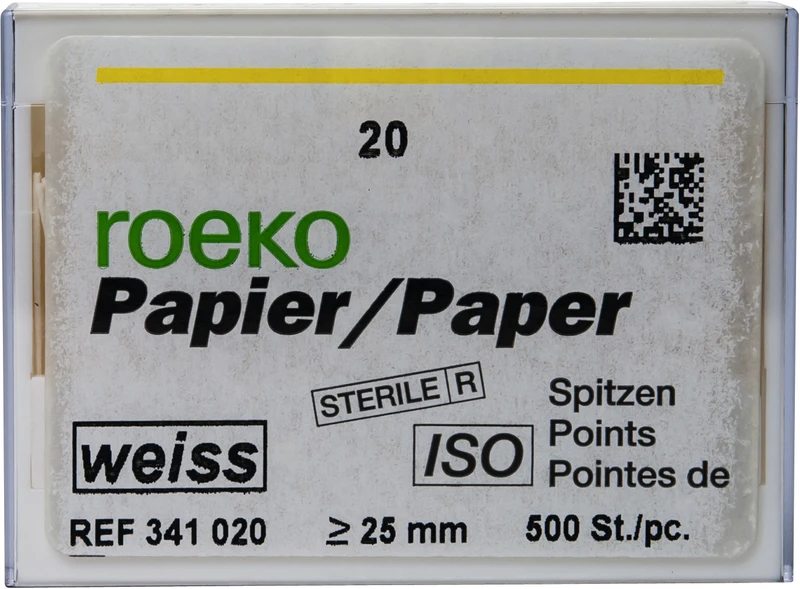 20
roeko
Papier/Paper
STERILE R
Spitzen
weiss
ISO
Points
Pointes de
REF 341 020 ≥ 25 mm 500 St./pc.